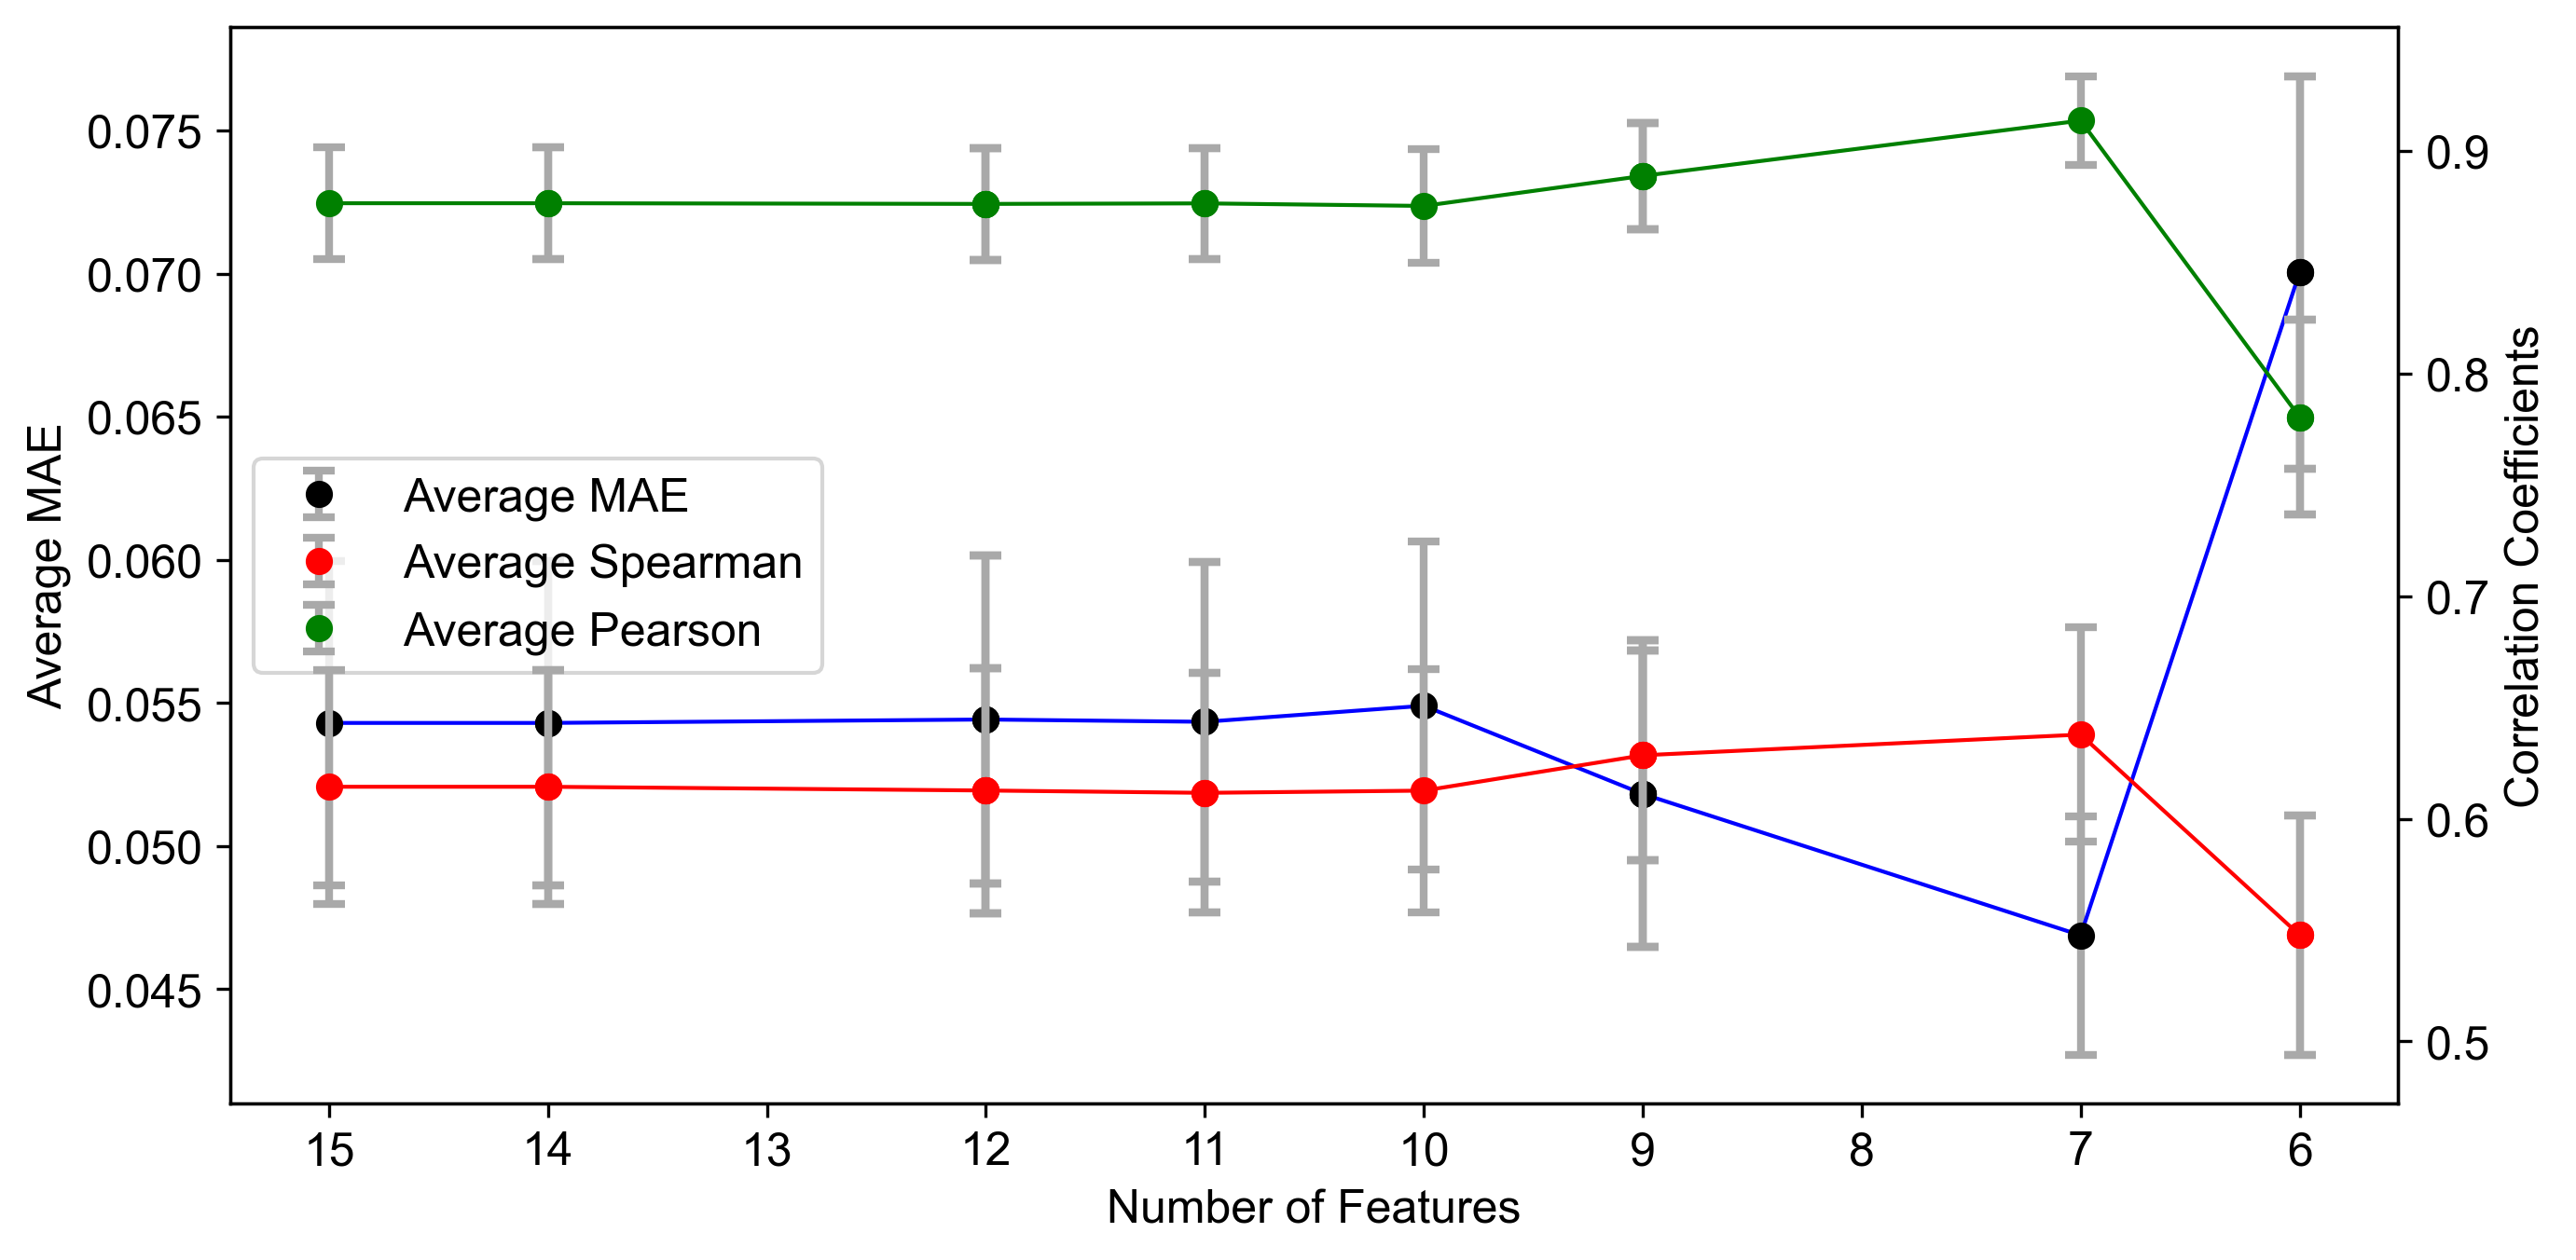 0.075
0.070
0.065
0.060
0.055
0.050
0.045
Average MAE
Average MAE
Average Spearman
Average Pearson
0.9
0.8
0.7
0.6
0.5
Correlation Coefficients
15 14 13 12 11 10 9 8 7 6
Number of Features